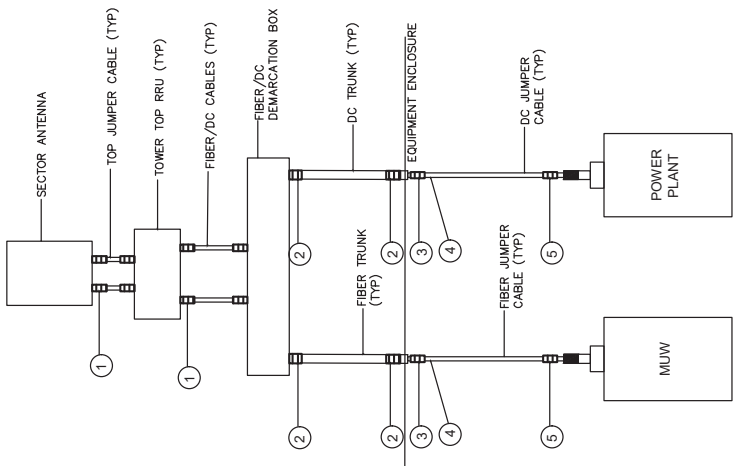 SECTOR ANTENNA
TOP JUMPER CABLE (TYP)
1
TOWER TOP RRU (TYP)
1
FIBER/DC CABLES (TYP)
FIBER/DC
DEMARCATION BOX
2
2
DC TRUNK (TYP)
FIBER TRUNK
(TYP)
2
2
EQUIPMENT ENCLOSURE
3
3
4
4
DC JUMPER
CABLE (TYP)
FIBER JUMPER
CABLE (TYP)
5
5
MUW
POWER
PLANT